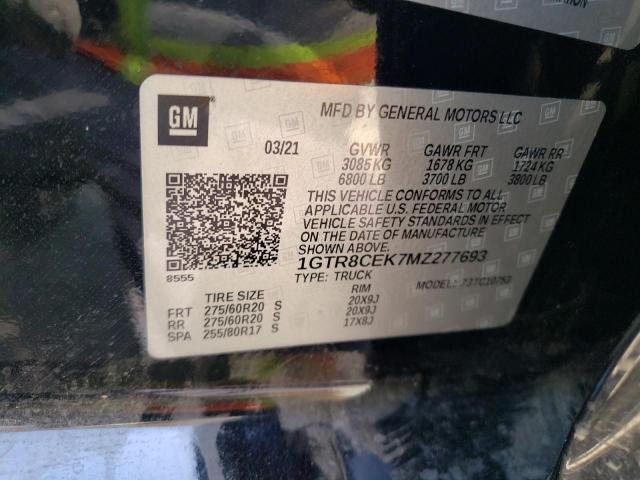 GM
MFD BY GENERAL MOTORS LLC
03/21 GVWR GAWR FRT GAWR RR
3085 KG 1678 KG 1724 KG
6800 LB 3700 LB 3800 LB
THIS VEHICLE CONFORMS TO ALL
APPLICABLE U.S. FEDERAL MOTOR
VEHICLE SAFETY STANDARDS IN EFFECT
ON THE DATE OF MANUFACTURE
SHOWN ABOVE.
1GTR8CEK7MZ277693
8555
TYPE: TRUCK MODEL: 73TC10753
TIRE SIZE RIM
FRT 275/60R20 S 20X9J
RR 275/60R20 S 20X9J
SPA 255/80R17 S 17X8J